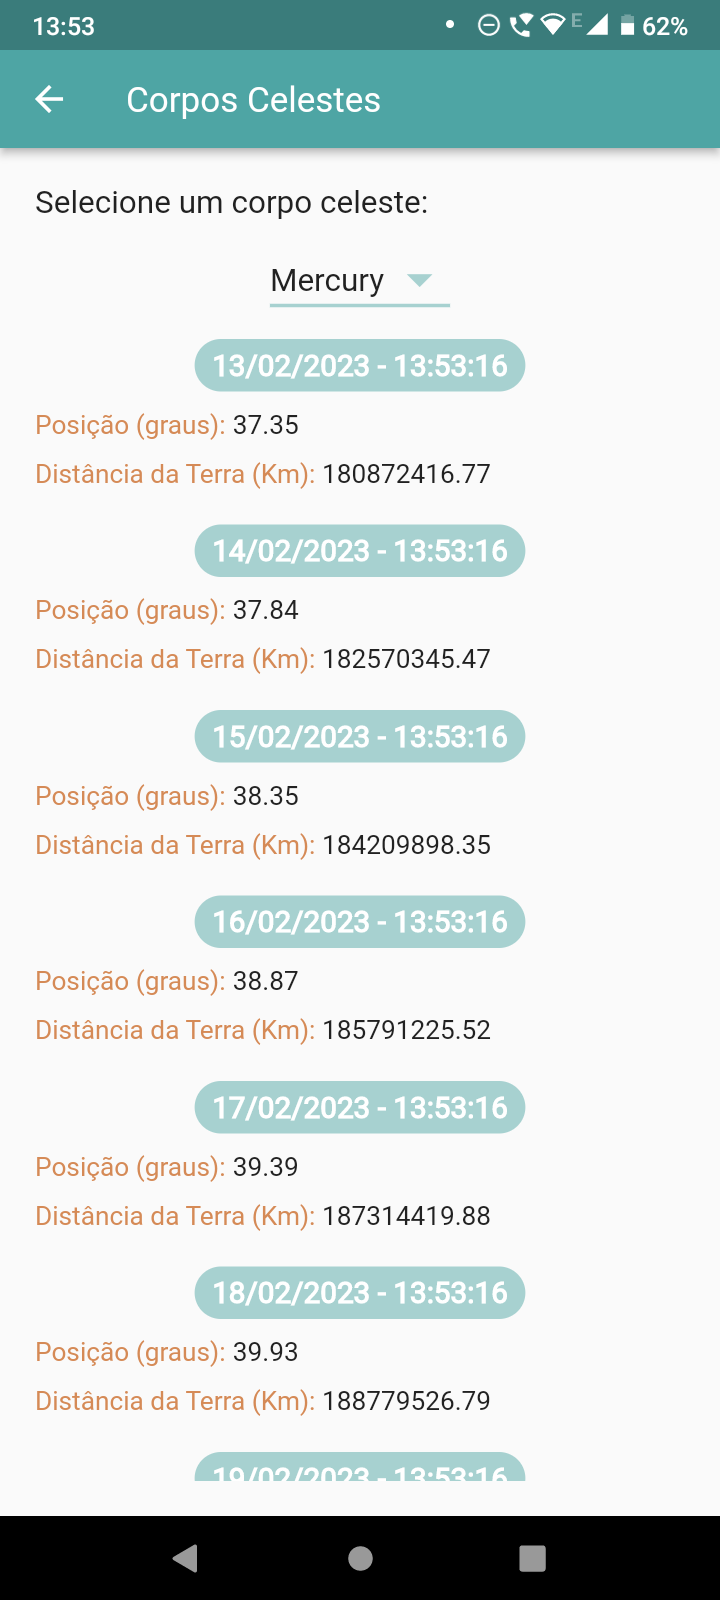 13:53
E
62%
Corpos Celestes
Selecione um corpo celeste:
Mercury
13/02/2023 - 13:53:16
Posição (graus): 37.35
Distância da Terra (Km): 180872416.77
14/02/2023 - 13:53:16
Posição (graus): 37.84
Distância da Terra (Km): 182570345.47
15/02/2023 - 13:53:16
Posição (graus): 38.35
Distância da Terra (Km): 184209898.35
16/02/2023 - 13:53:16
Posição (graus): 38.87
Distância da Terra (Km): 185791225.52
17/02/2023 - 13:53:16
Posição (graus): 39.39
Distância da Terra (Km): 187314419.88
18/02/2023 - 13:53:16
Posição (graus): 39.93
Distância da Terra (Km): 188779526.79
19/02/2023 - 13:53:16